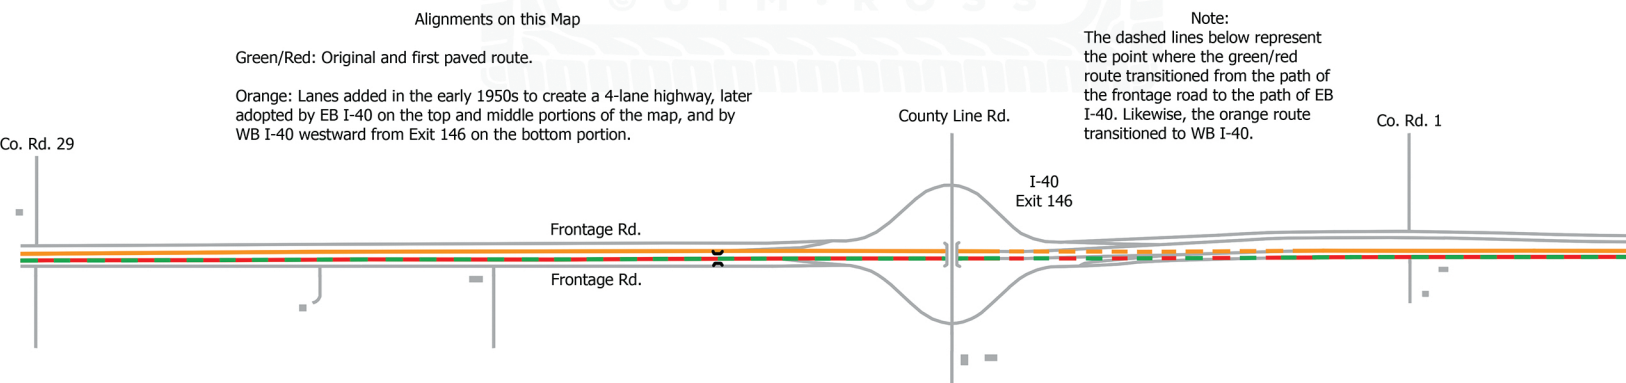 Alignments on this Map
Green/Red: Original and first paved route.
Orange: Lanes added in the early 1950s to create a 4-lane highway, later
adopted by EB I-40 on the top and middle portions of the map, and by
WB I-40 westward from Exit 146 on the bottom portion.
Note:
The dashed lines below represent
the point where the green/red
route transitioned from the path of
the frontage road to the path of EB
I-40. Likewise, the orange route
transitioned to WB I-40.
Co. Rd. 29
County Line Rd.
Co. Rd. 1
I-40
Exit 146
Frontage Rd.
Frontage Rd.